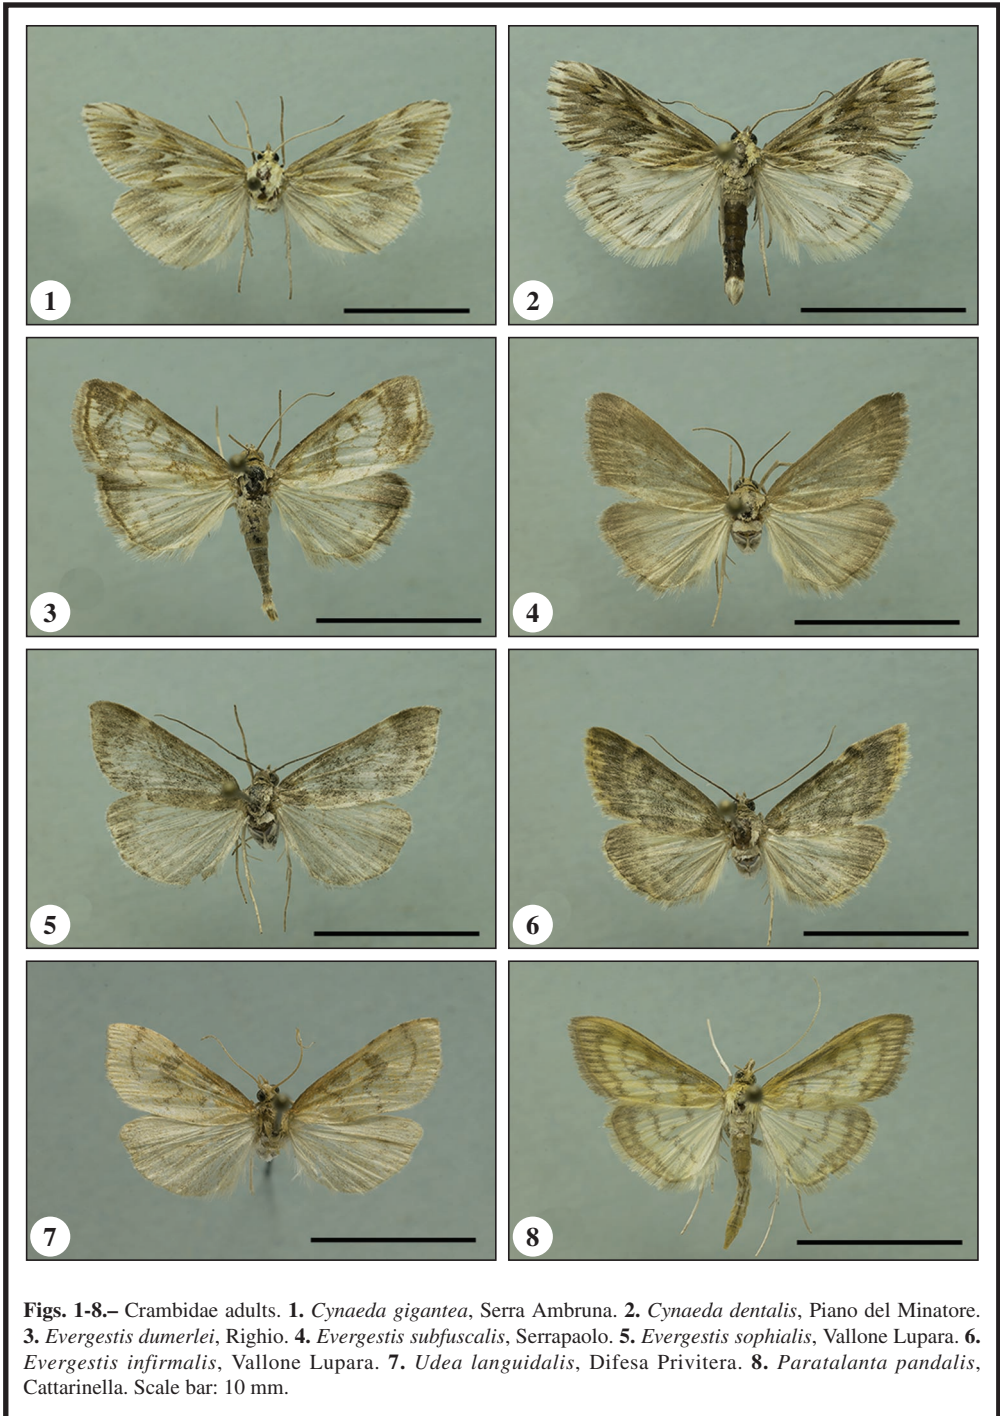 1
2
3
4
5
6
7
8
Figs. 1-8.– Crambidae adults. 1. Cynaeda gigantea, Serra Ambruna. 2. Cynaeda dentalis, Piano del Minatore.
3. Evergestis dumerlei, Righio. 4. Evergestis subfuscalis, Serrapaolo. 5. Evergestis sophialis, Vallone Lupara. 6.
Evergestis infirmalis, Vallone Lupara. 7. Udea languidalis, Difesa Privitera. 8. Paratalanta pandalis,
Cattarinella. Scale bar: 10 mm.